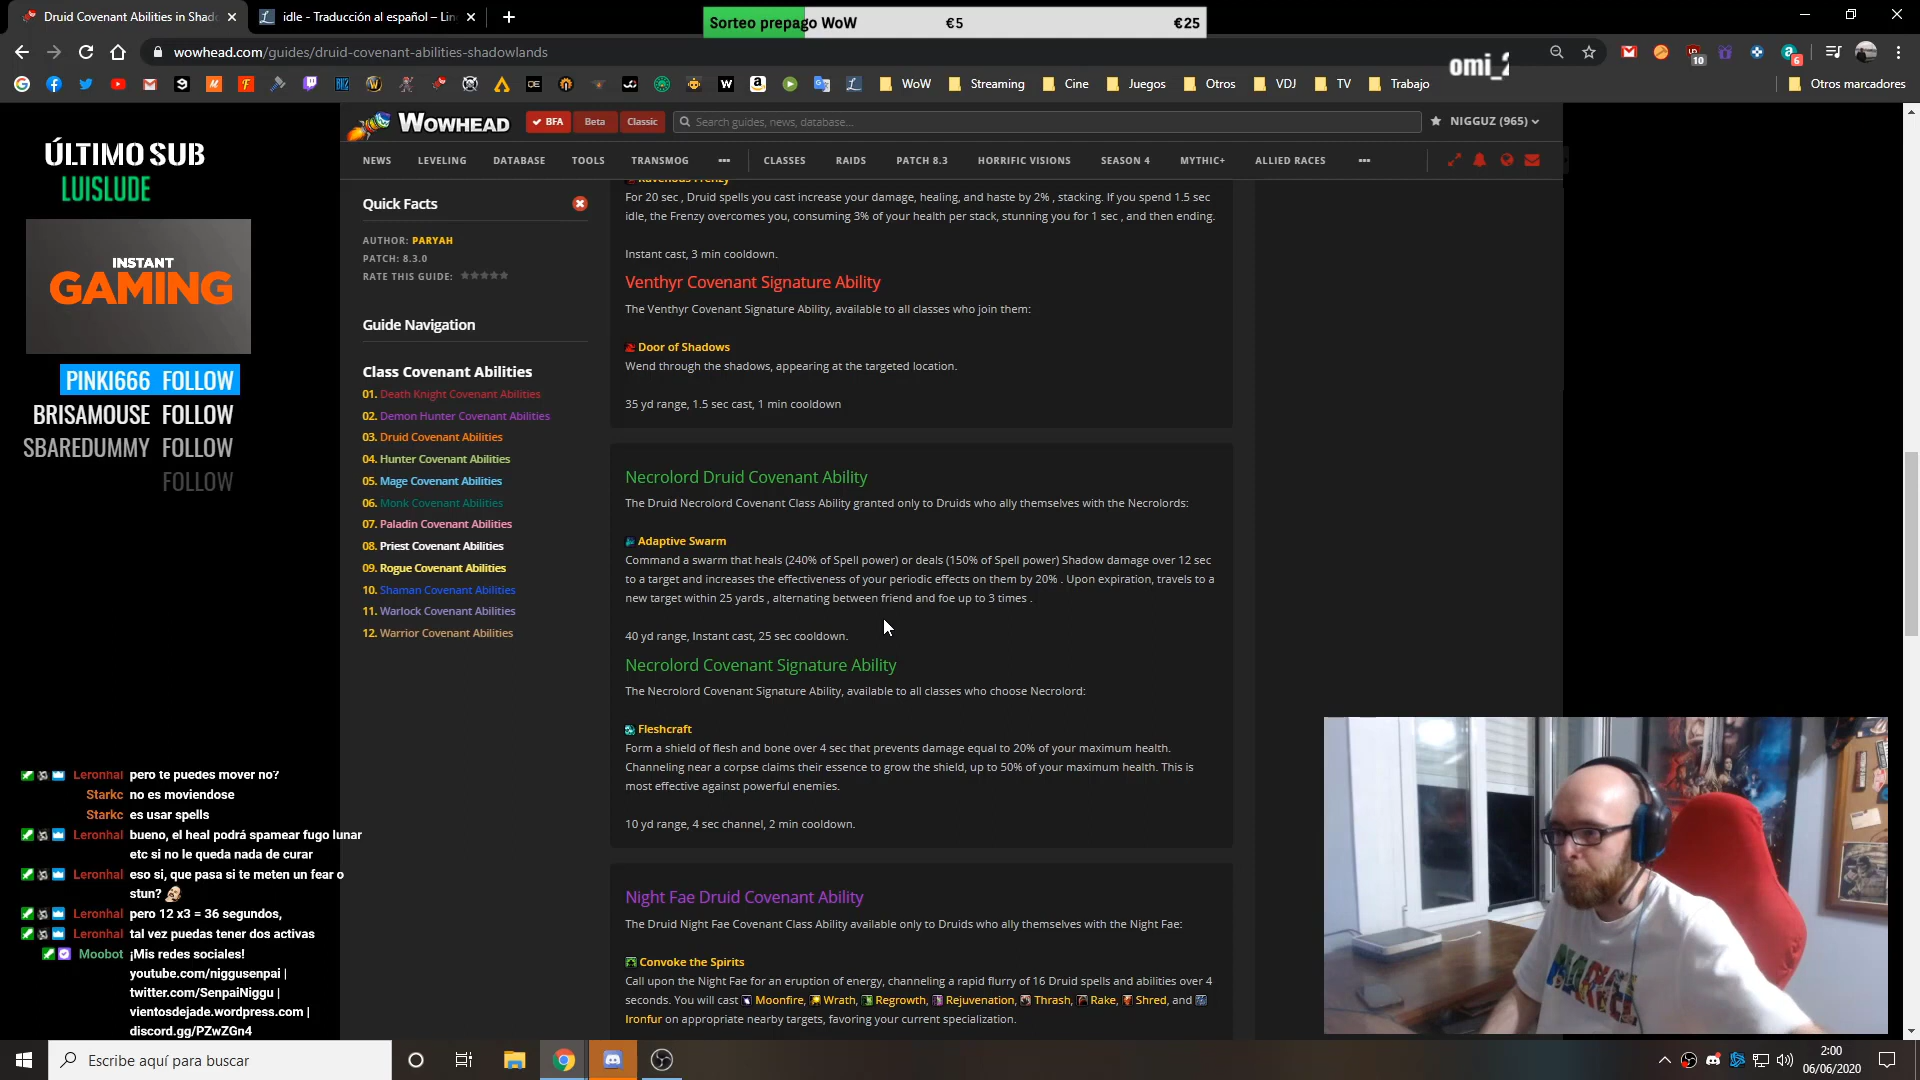 Druid Covenant Abilities in Shad
idle - Traducción al español – Lin
Sorteo prepago WoW €5 €25
wowhead.com/guides/druid-covenant-abilities-shadowlands
omi_2
WoW Streaming Cine Juegos Otros VDJ TV Trabajo Otros marcadores
ÚLTIMO SUB
LUISLUDE
INSTANT
GAMING
PINKI666 FOLLOW
BRISAMOUSE FOLLOW
SBAREDUMMY FOLLOW
FOLLOW
WOWHEAD
BFA Beta Classic
Search guides, news, database...
NIGGUZ (965)
NEWS LEVELING DATABASE TOOLS TRANSMOG ••• CLASSES RAIDS PATCH 8.3 HORRIFIC VISIONS SEASON 4 MYTHIC+ ALLIED RACES •••
Quick Facts
AUTHOR: PARYAH
PATCH: 8.3.0
RATE THIS GUIDE:
Guide Navigation
Class Covenant Abilities
01. Death Knight Covenant Abilities
02. Demon Hunter Covenant Abilities
03. Druid Covenant Abilities
04. Hunter Covenant Abilities
05. Mage Covenant Abilities
06. Monk Covenant Abilities
07. Paladin Covenant Abilities
08. Priest Covenant Abilities
09. Rogue Covenant Abilities
10. Shaman Covenant Abilities
11. Warlock Covenant Abilities
12. Warrior Covenant Abilities
Ravenous Frenzy
For 20 sec , Druid spells you cast increase your damage, healing, and haste by 2% , stacking. If you spend 1.5 sec
idle, the Frenzy overcomes you, consuming 3% of your health per stack, stunning you for 1 sec , and then ending.
Instant cast, 3 min cooldown.
Venthyr Covenant Signature Ability
The Venthyr Covenant Signature Ability, available to all classes who join them:
Door of Shadows
Wend through the shadows, appearing at the targeted location.
35 yd range, 1.5 sec cast, 1 min cooldown
Necrolord Druid Covenant Ability
The Druid Necrolord Covenant Class Ability granted only to Druids who ally themselves with the Necrolords:
Adaptive Swarm
Command a swarm that heals (240% of Spell power) or deals (150% of Spell power) Shadow damage over 12 sec
to a target and increases the effectiveness of your periodic effects on them by 20% . Upon expiration, travels to a
new target within 25 yards , alternating between friend and foe up to 3 times .
40 yd range, Instant cast, 25 sec cooldown.
Necrolord Covenant Signature Ability
The Necrolord Covenant Signature Ability, available to all classes who choose Necrolord:
Fleshcraft
Form a shield of flesh and bone over 4 sec that prevents damage equal to 20% of your maximum health.
Channeling near a corpse claims their essence to grow the shield, up to 50% of your maximum health. This is
most effective against powerful enemies.
10 yd range, 4 sec channel, 2 min cooldown.
Night Fae Druid Covenant Ability
The Druid Night Fae Covenant Class Ability available only to Druids who ally themselves with the Night Fae:
Convoke the Spirits
Call upon the Night Fae for an eruption of energy, channeling a rapid flurry of 16 Druid spells and abilities over 4
seconds. You will cast Moonfire, Wrath, Regrowth, Rejuvenation, Thrash, Rake, Shred, and
Ironfur on appropriate nearby targets, favoring your current specialization.
Leronhal pero te puedes mover no?
Starkc no es moviendose
Starkc es usar spells
Leronhal bueno, el heal podrá spamear fugo lunar
etc si no le queda nada de curar
Leronhal eso si, que pasa si te meten un fear o
stun?
Leronhal pero 12 x3 = 36 segundos,
Leronhal tal vez puedas tener dos activas
Moobot ¡Mis redes sociales!
youtube.com/niggusenpai |
twitter.com/SenpaiNiggu |
vientosdejade.wordpress.com |
discord.gg/PZwZGn4
Escribe aquí para buscar
2:00
06/06/2020